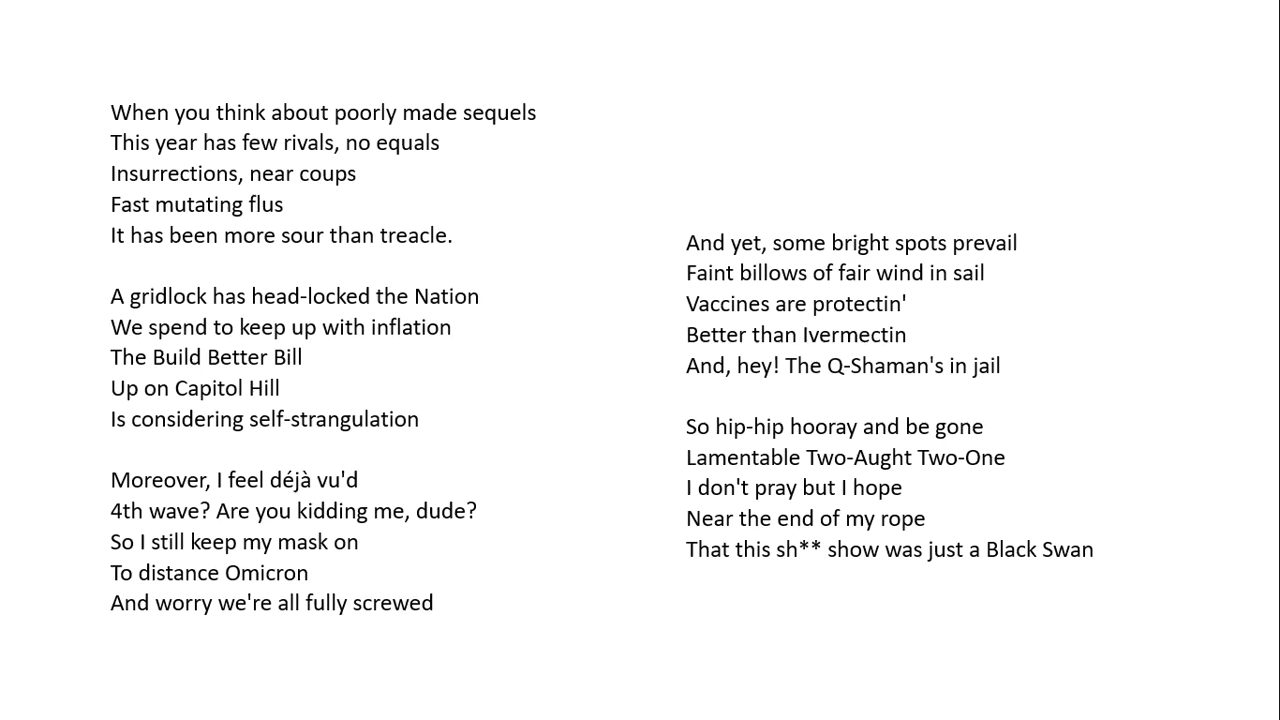 When you think about poorly made sequels
This year has few rivals, no equals
Insurrections, near coups
Fast mutating flus
It has been more sour than treacle.
A gridlock has head-locked the Nation
We spend to keep up with inflation
The Build Better Bill
Up on Capitol Hill
Is considering self-strangulation
Moreover, I feel déjà vu'd
4th wave? Are you kidding me, dude?
So I still keep my mask on
To distance Omicron
And worry we're all fully screwed
And yet, some bright spots prevail
Faint billows of fair wind in sail
Vaccines are protectin'
Better than Ivermectin
And, hey! The Q-Shaman's in jail
So hip-hip hooray and be gone
Lamentable Two-Aught Two-One
I don't pray but I hope
Near the end of my rope
That this sh** show was just a Black Swan